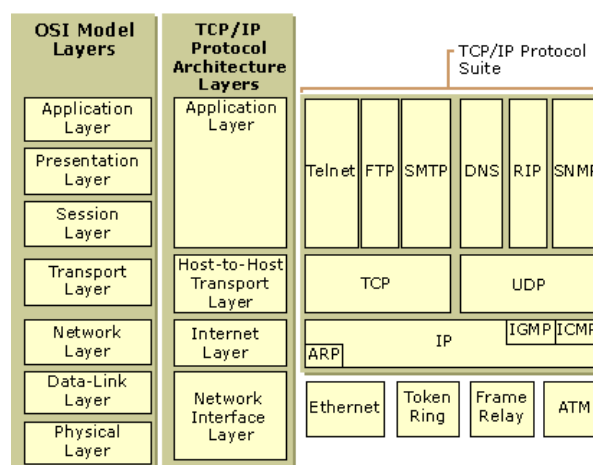 OSI Model
Layers
Application
Layer
Presentation
Layer
Session
Layer
Transport
Layer
Network
Layer
Data-Link
Layer
Physical
Layer
TCP/IP
Protocol
Architecture
Layers
Application
Layer
Host-to-Host
Transport
Layer
Internet
Layer
Network
Interface
Layer
TCP/IP Protocol
Suite
Telnet FTP SMTP DNS RIP SNMP
TCP UDP
IP IGMP ICMP
ARP
Ethernet
Token
Ring
Frame
Relay
ATM